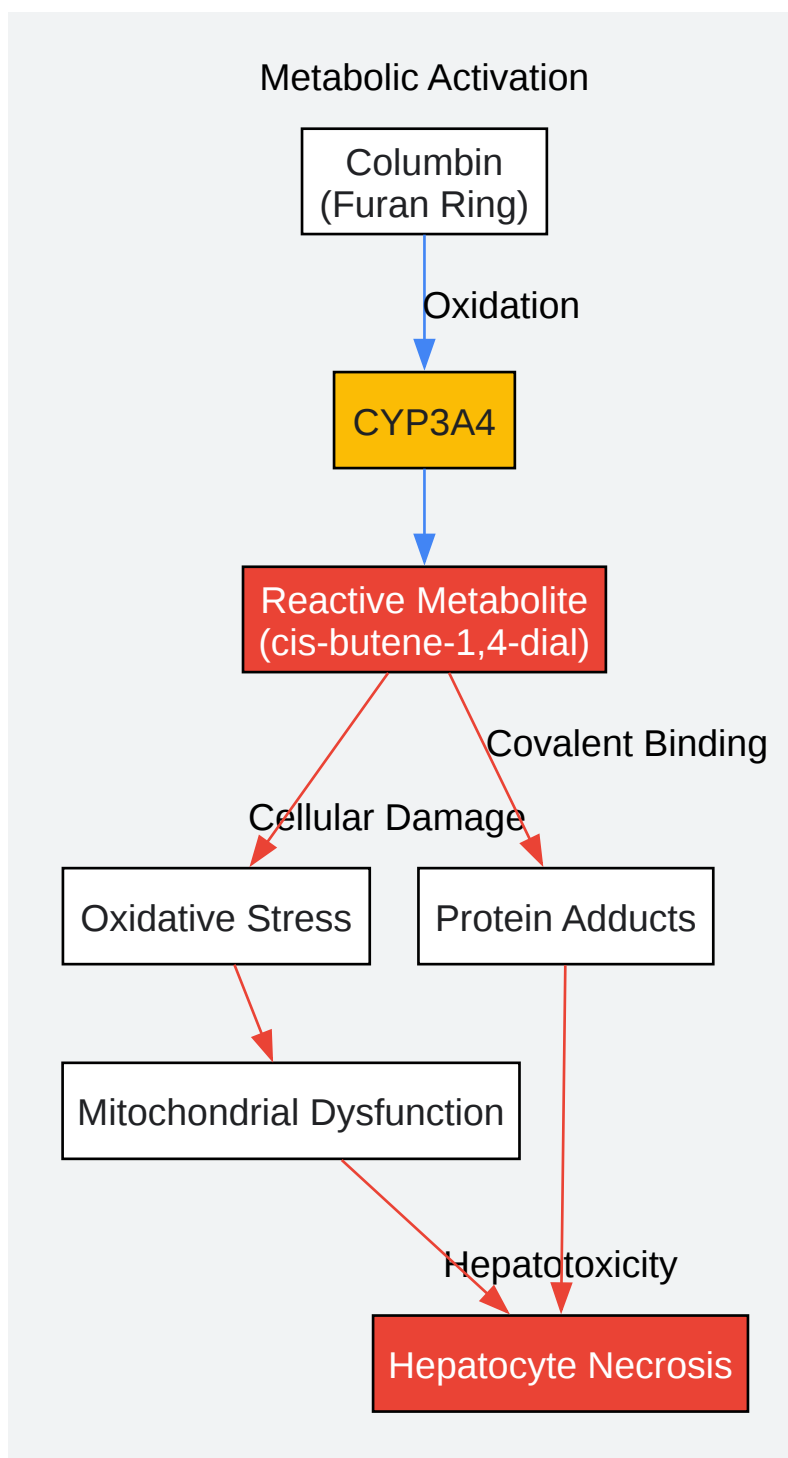 Metabolic Activation
Columbin
(Furan Ring)
Oxidation
CYP3A4
Reactive Metabolite
(cis-butene-1,4-dial)
Covalent Binding
Cellular Damage
Oxidative Stress
Protein Adducts
Mitochondrial Dysfunction
Hepatotoxicity
Hepatocyte Necrosis